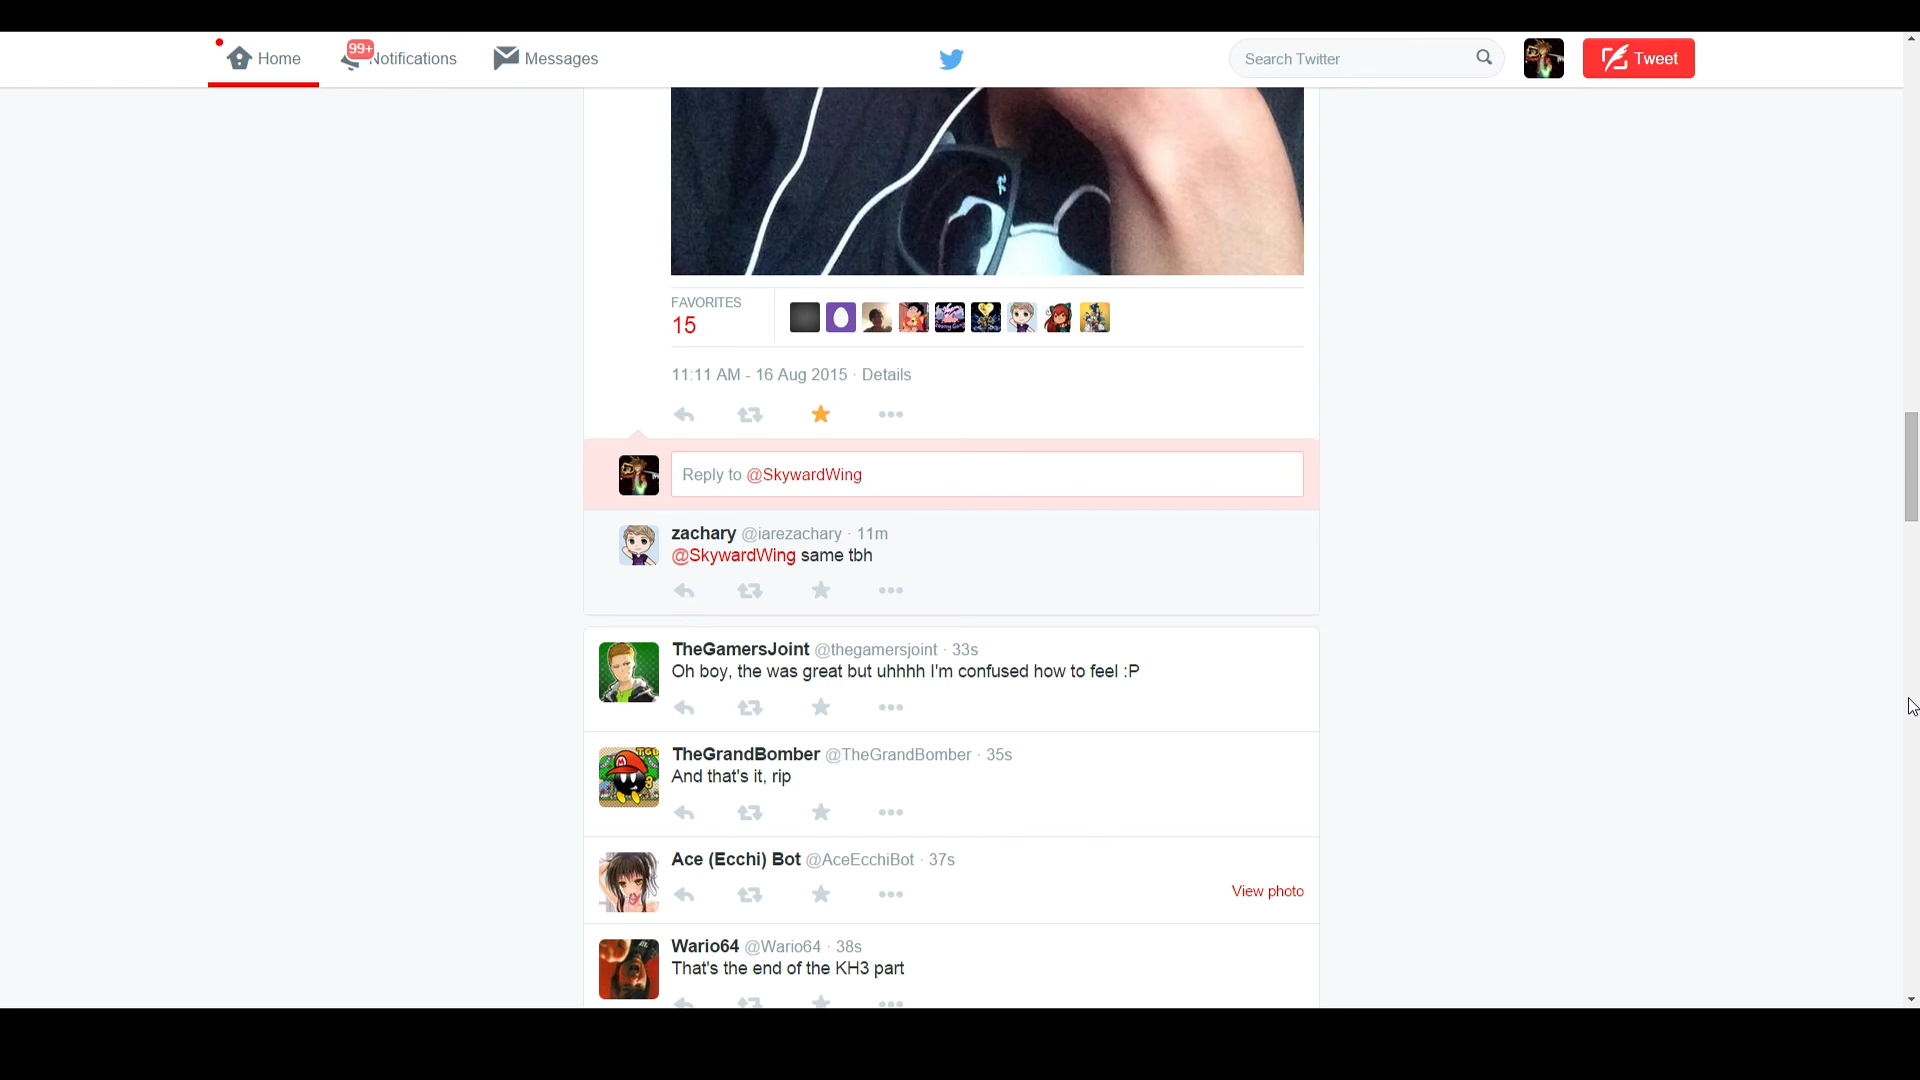 Home
99+
Notifications
Messages
Search Twitter
Tweet
FAVORITES
15
11:11 AM - 16 Aug 2015 · Details
Reply to @SkywardWing
zachary @iarezachary · 11m
@SkywardWing same tbh
TheGamersJoint @thegamersjoint · 33s
Oh boy, the was great but uhhhh I'm confused how to feel :P
TheGrandBomber @TheGrandBomber · 35s
And that's it, rip
Ace (Ecchi) Bot @AceEcchiBot · 37s
View photo
Wario64 @Wario64 · 38s
That's the end of the KH3 part